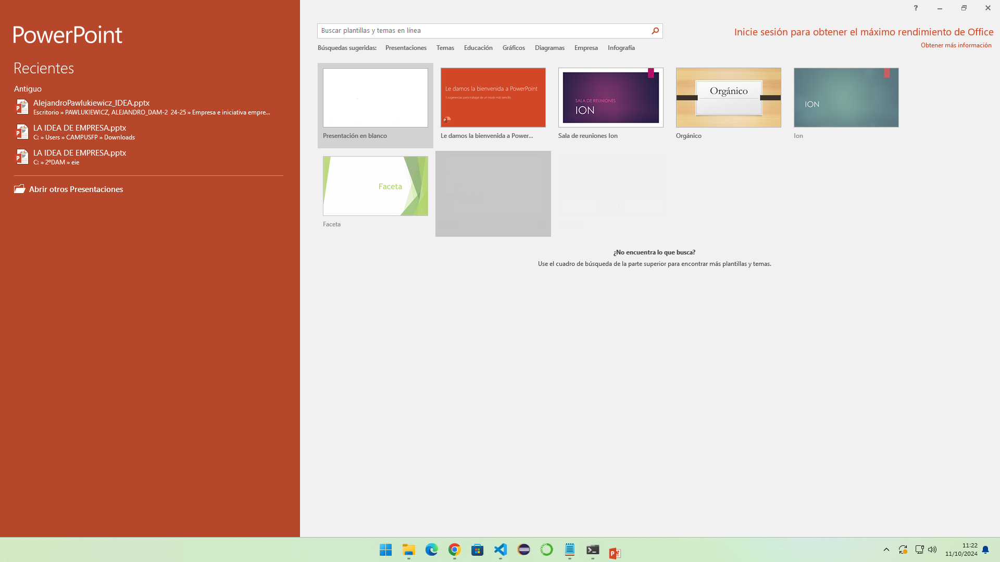 PowerPoint
Recientes
Antiguo
AlejandroPawlukiewicz_IDEA.pptx
Escritorio » PAWLUKIEWICZ, ALEJANDRO_DAM-2  24-25 » Empresa e iniciativa empre...
LA IDEA DE EMPRESA.pptx
C: » Users » CAMPUSFP » Downloads
LA IDEA DE EMPRESA.pptx
C: » 2ºDAM » eie
Abrir otros Presentaciones
?
Buscar plantillas y temas en línea
Inicie sesión para obtener el máximo rendimiento de Office
Obtener más información
Búsquedas sugeridas: Presentaciones Temas Educación Gráficos Diagramas Empresa Infografía
Presentación en blanco
Le damos la bienvenida a PowerPoint
5 sugerencias para trabajar de un modo más sencillo
P
Le damos la bienvenida a Power...
SALA DE REUNIONES
ION
Sala de reuniones Ion
Orgánico
Orgánico
ION
Ion
Faceta
Faceta
¿No encuentra lo que busca?
Use el cuadro de búsqueda de la parte superior para encontrar más plantillas y temas.
11:22
11/10/2024